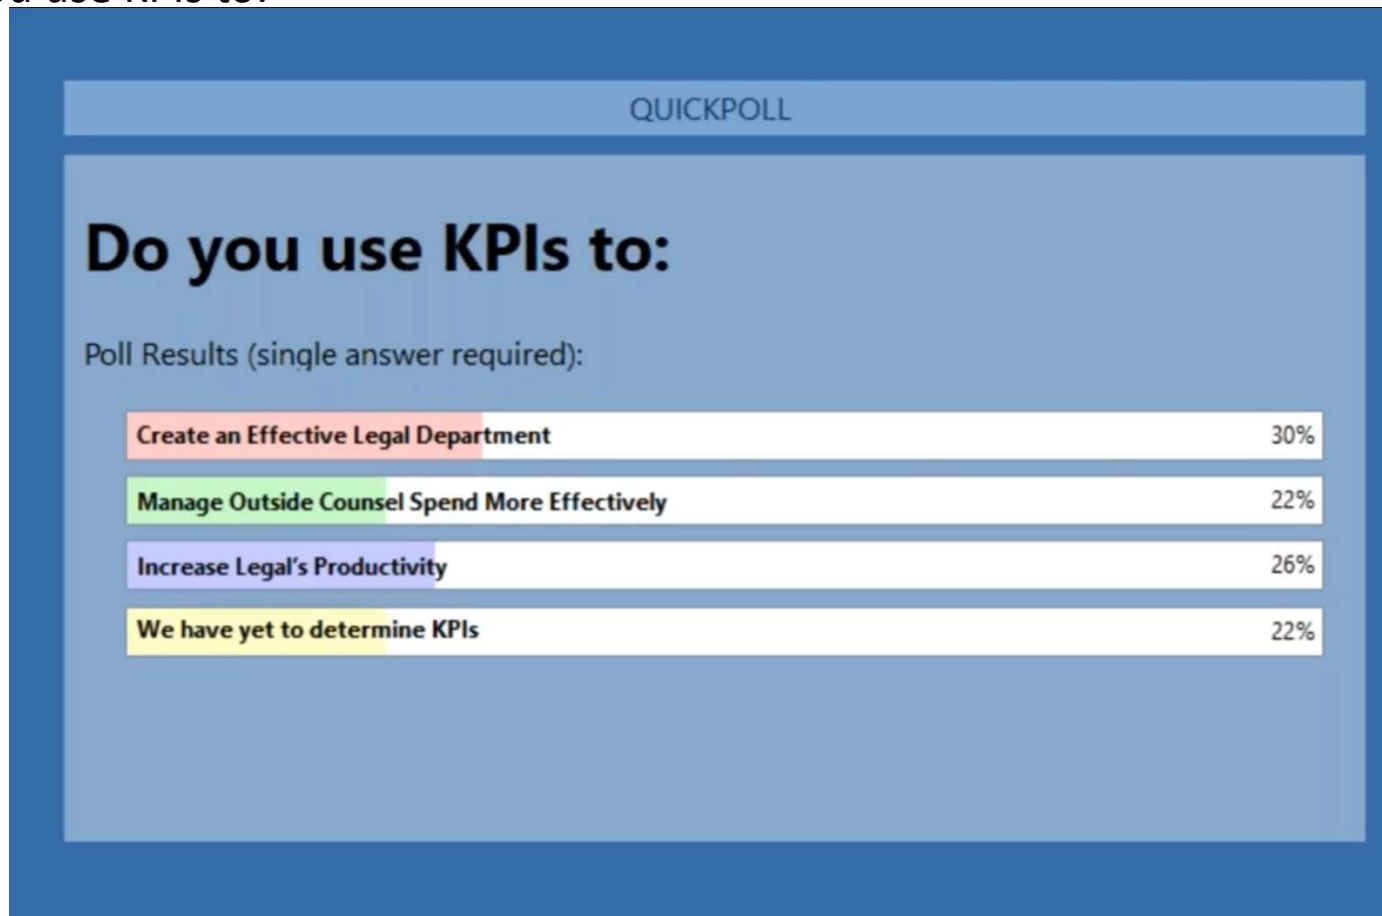 QUICKPOLL
Do you use KPIs to:
Poll Results (single answer required):
Create an Effective Legal Department 30%
Manage Outside Counsel Spend More Effectively 22%
Increase Legal's Productivity 26%
We have yet to determine KPIs 22%